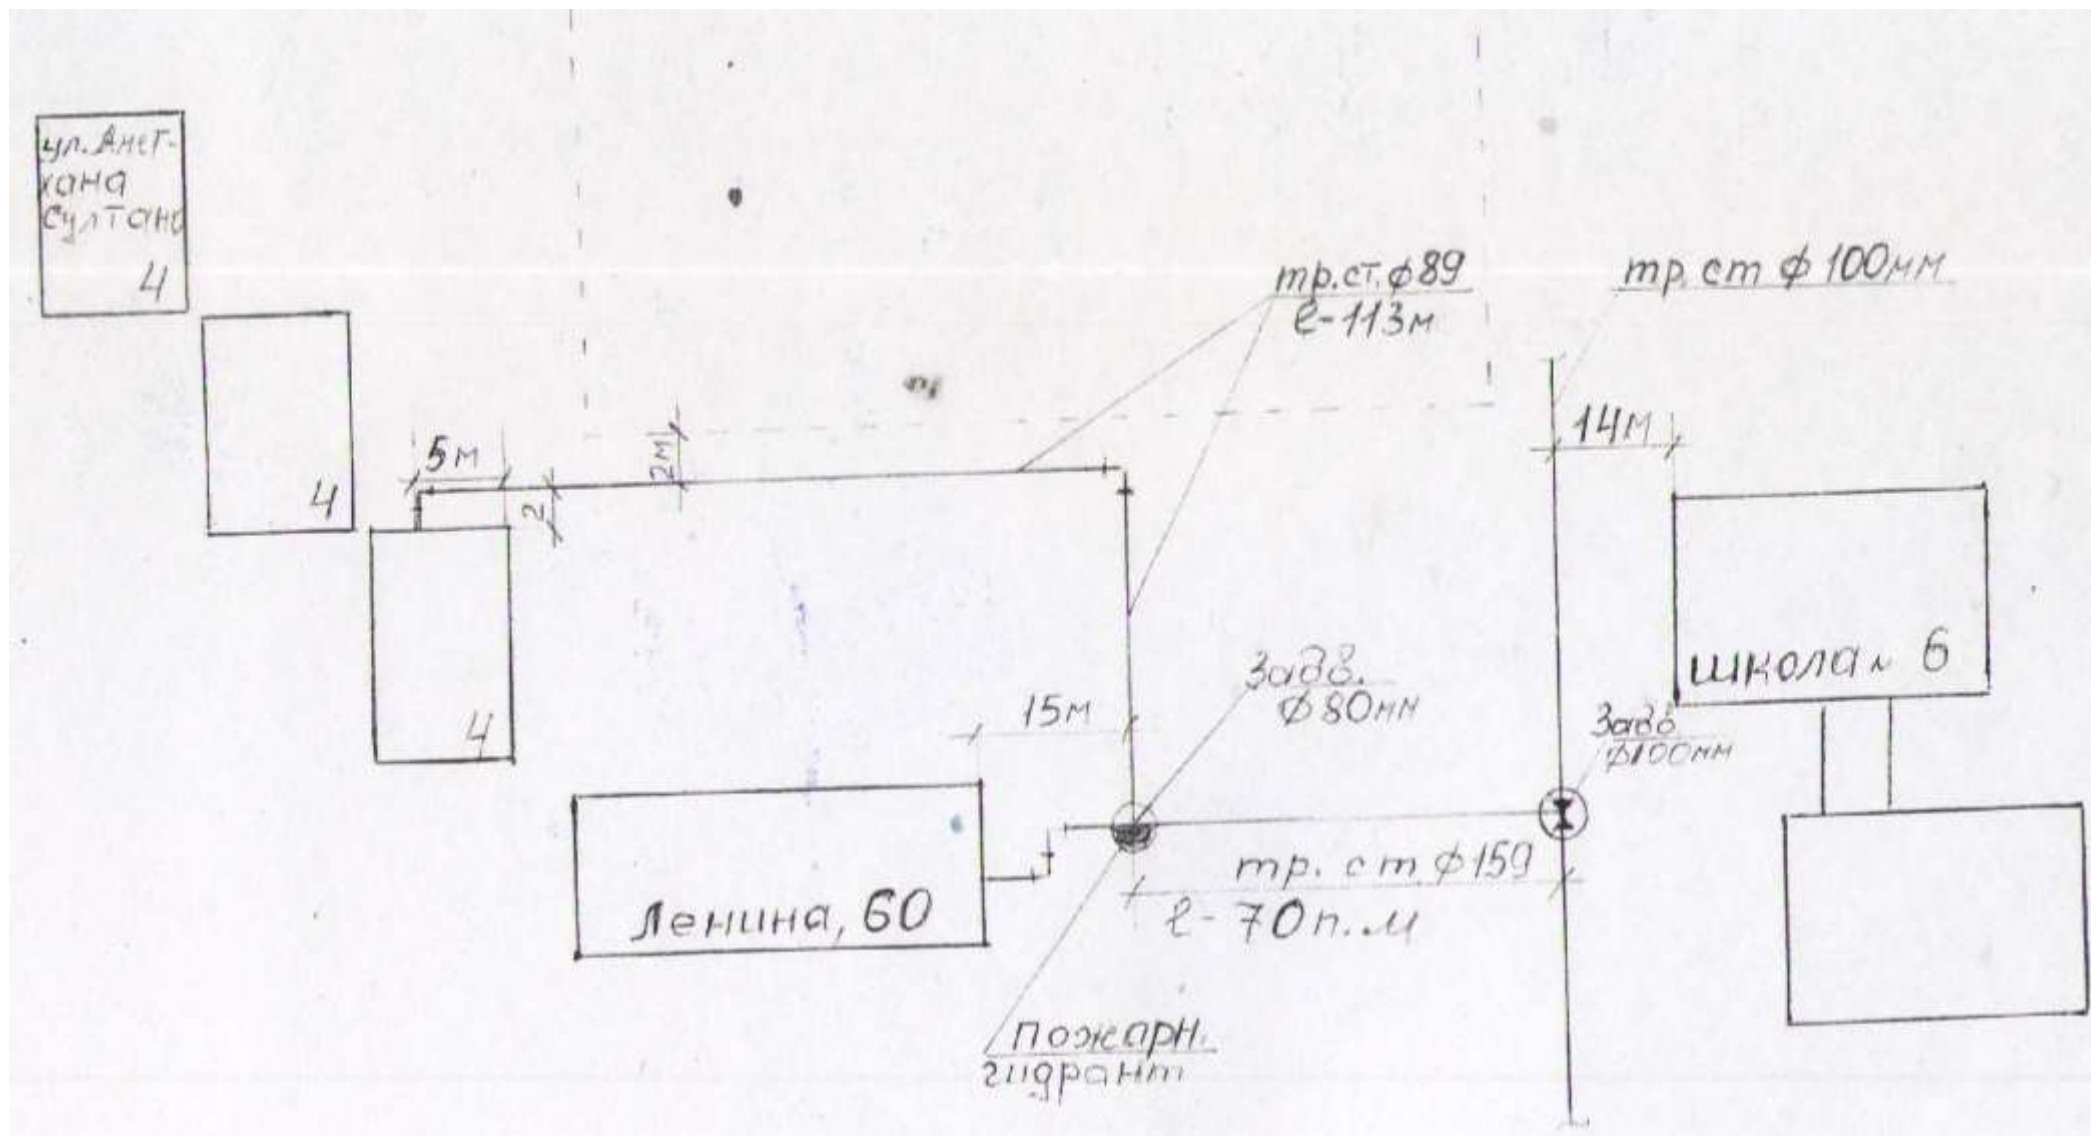 ул. Амет-
хана
Султана
4
4
4
5м
2
2м
тр.ст.ф89
ℓ-113м
тр. ст ф 100мм
14м
школа № 6
Задв.
ф80мм
Задв
ф100мм
15м
Ленина, 60
тр. ст ф159
ℓ- 70п.м
пожарн.
гидрант